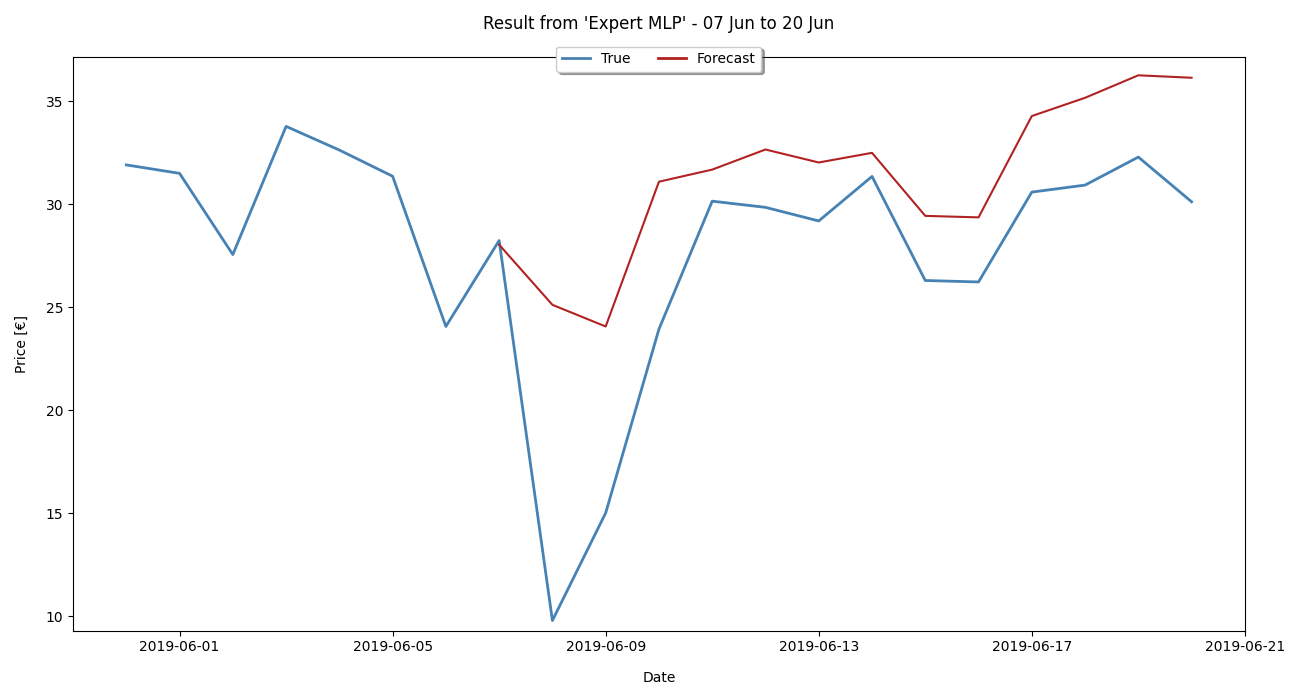 Result from 'Expert MLP' - 07 Jun to 20 Jun
True Forecast
Price [€]
35
30
25
20
15
10
2019-06-01 2019-06-05 2019-06-09 2019-06-13 2019-06-17 2019-06-21
Date